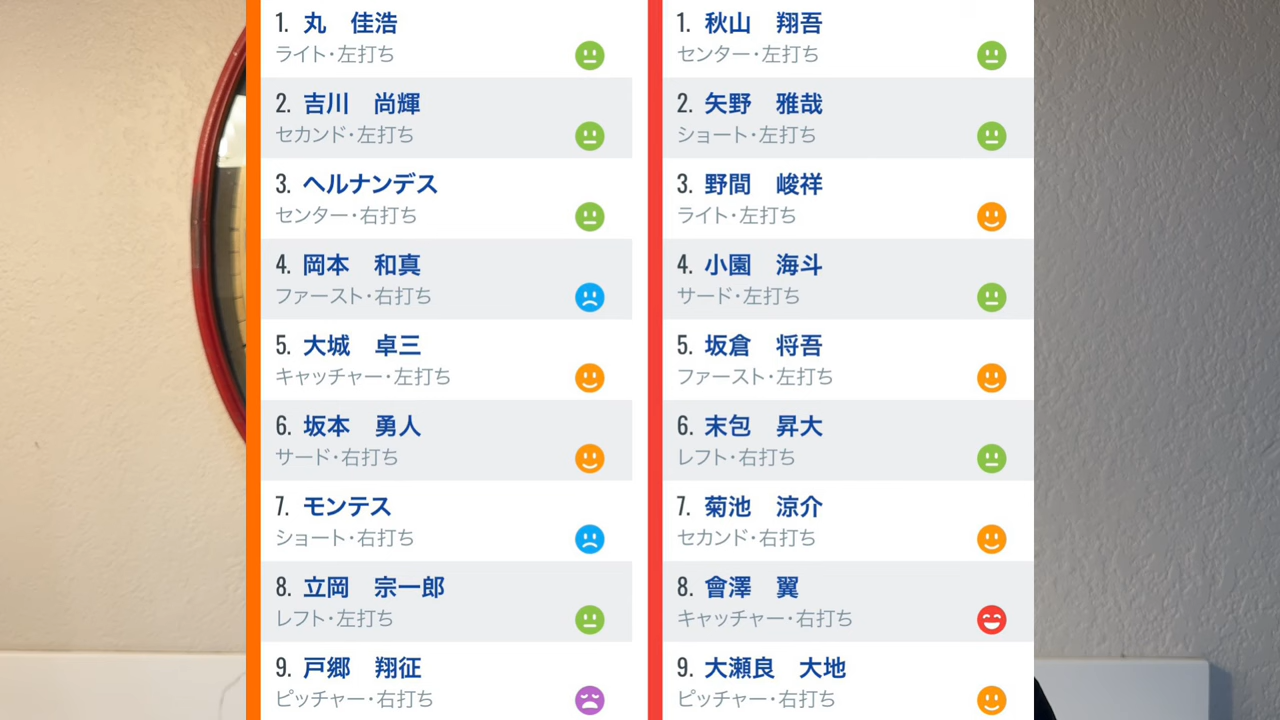 1. 丸　佳浩
ライト・左打ち
2. 吉川　尚輝
セカンド・左打ち
3. ヘルナンデス
センター・右打ち
4. 岡本　和真
ファースト・右打ち
5. 大城　卓三
キャッチャー・左打ち
6. 坂本　勇人
サード・右打ち
7. モンテス
ショート・右打ち
8. 立岡　宗一郎
レフト・左打ち
9. 戸郷　翔征
ピッチャー・右打ち
1. 秋山　翔吾
センター・左打ち
2. 矢野　雅哉
ショート・左打ち
3. 野間　峻祥
ライト・左打ち
4. 小園　海斗
サード・左打ち
5. 坂倉　将吾
ファースト・左打ち
6. 末包　昇大
レフト・右打ち
7. 菊池　涼介
セカンド・右打ち
8. 會澤　翼
キャッチャー・右打ち
9. 大瀬良　大地
ピッチャー・右打ち